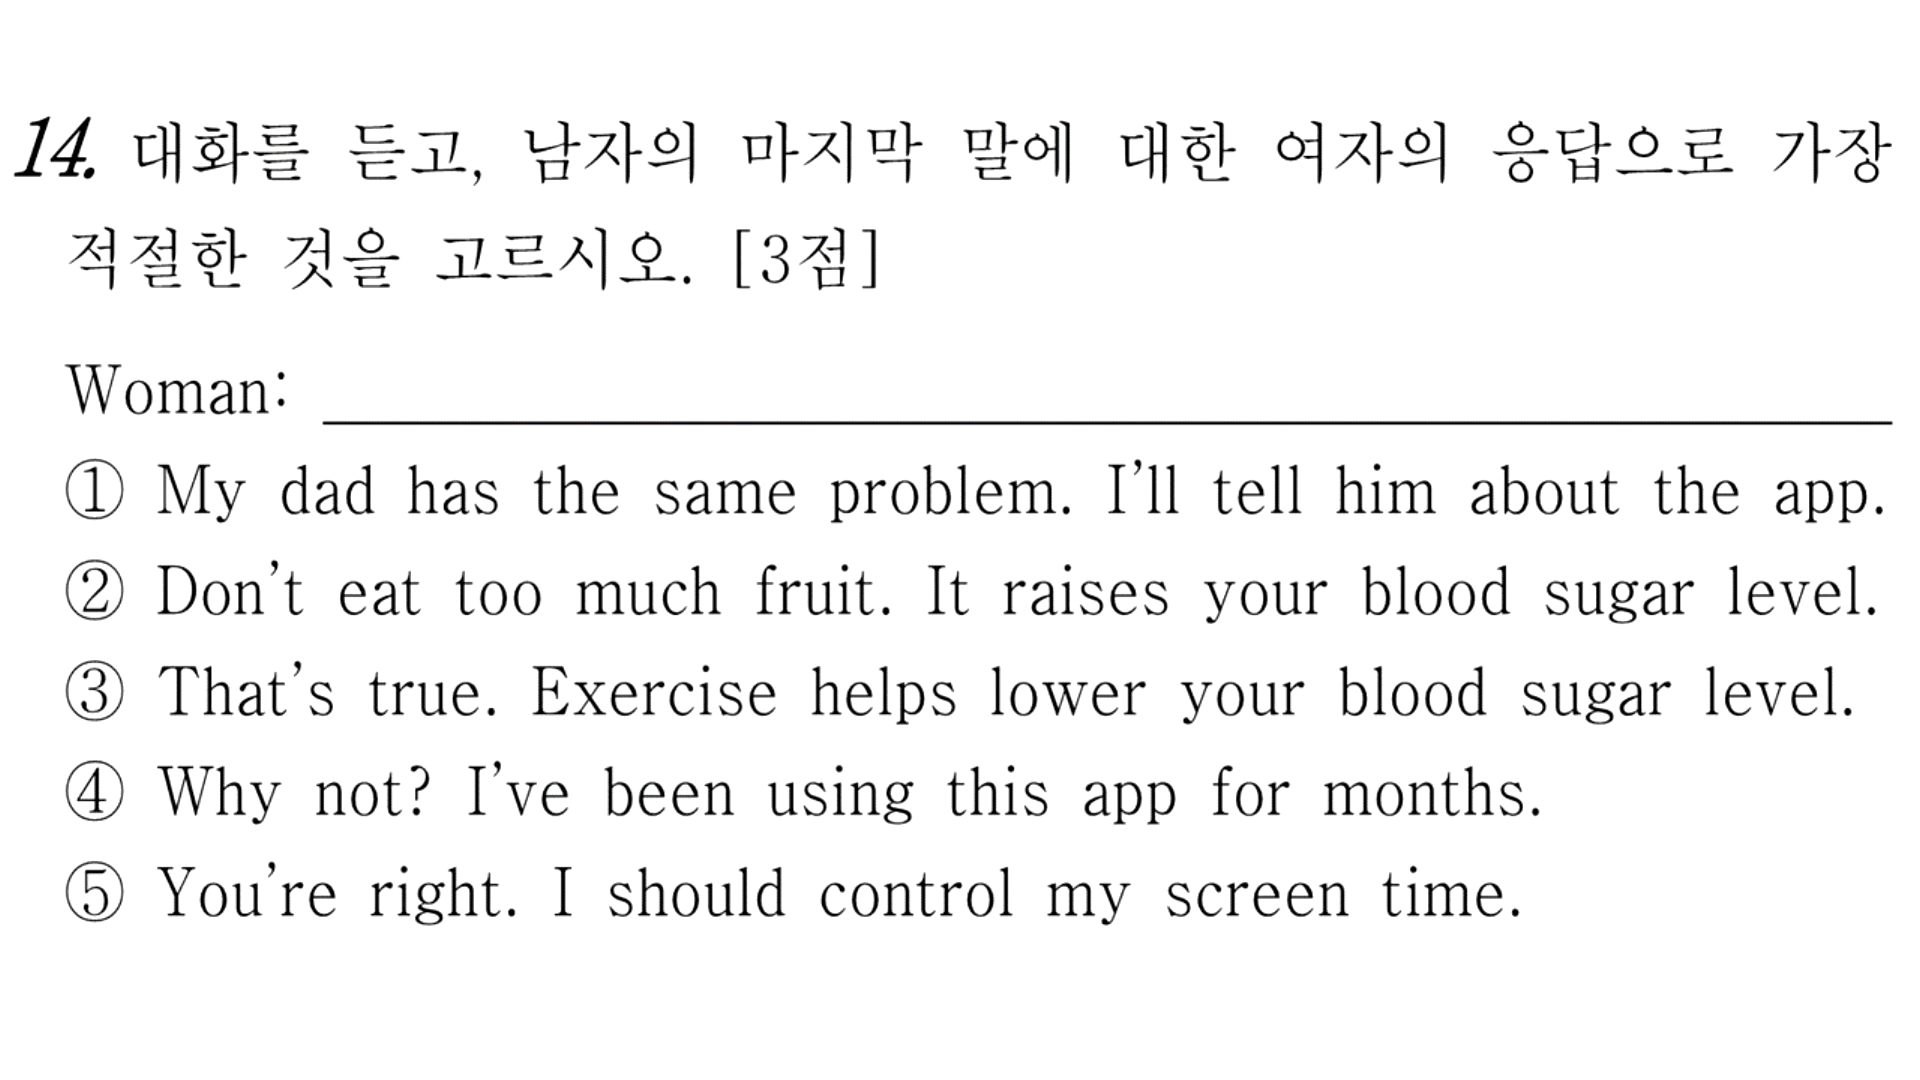 14. 대화를 듣고, 남자의 마지막 말에 대한 여자의 응답으로 가장
적절한 것을 고르시오. [3점]
Woman:
① My dad has the same problem. I’ll tell him about the app.
② Don’t eat too much fruit. It raises your blood sugar level.
③ That’s true. Exercise helps lower your blood sugar level.
④ Why not? I’ve been using this app for months.
⑤ You’re right. I should control my screen time.